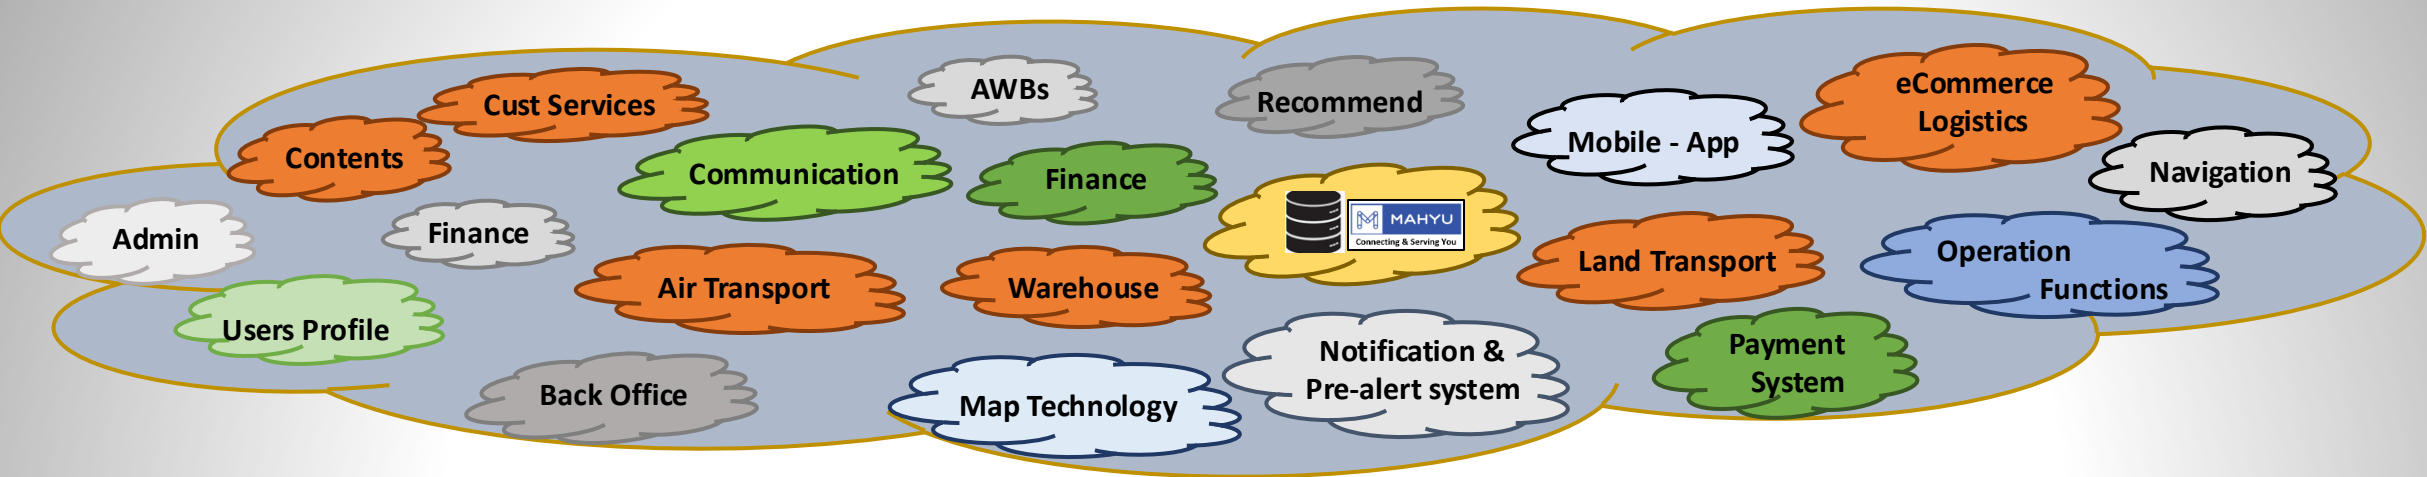 Cust Services
AWBs
Recommend
eCommerce
Logistics
Contents
Communication
Finance
Mobile - App
Navigation
Admin
Finance
MAHYU
Connecting & Serving You
Air Transport
Warehouse
Land Transport
Operation
Functions
Users Profile
Back Office
Map Technology
Notification &
Pre-alert system
Payment
System